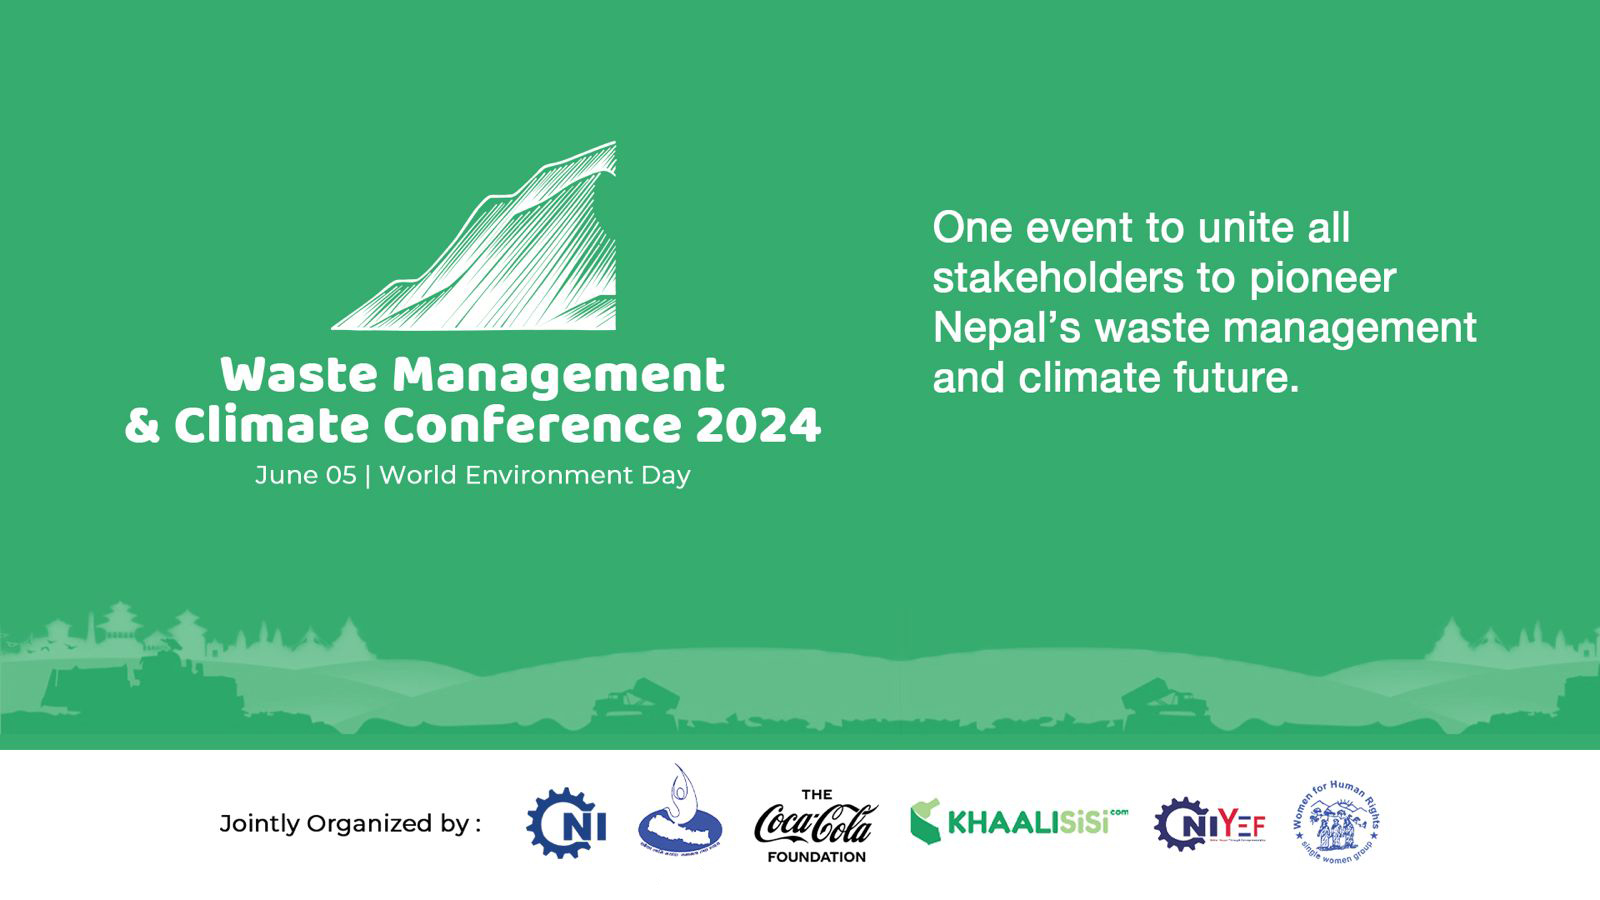 Waste Management
& Climate Conference 2024
June 05 | World Environment Day
One event to unite all
stakeholders to pioneer
Nepal’s waste management
and climate future.
Jointly Organized by :
CNI
THE
Coca-Cola
FOUNDATION
KHAALISiSi.com
CNIYEF
Women for Human Rights
single women group